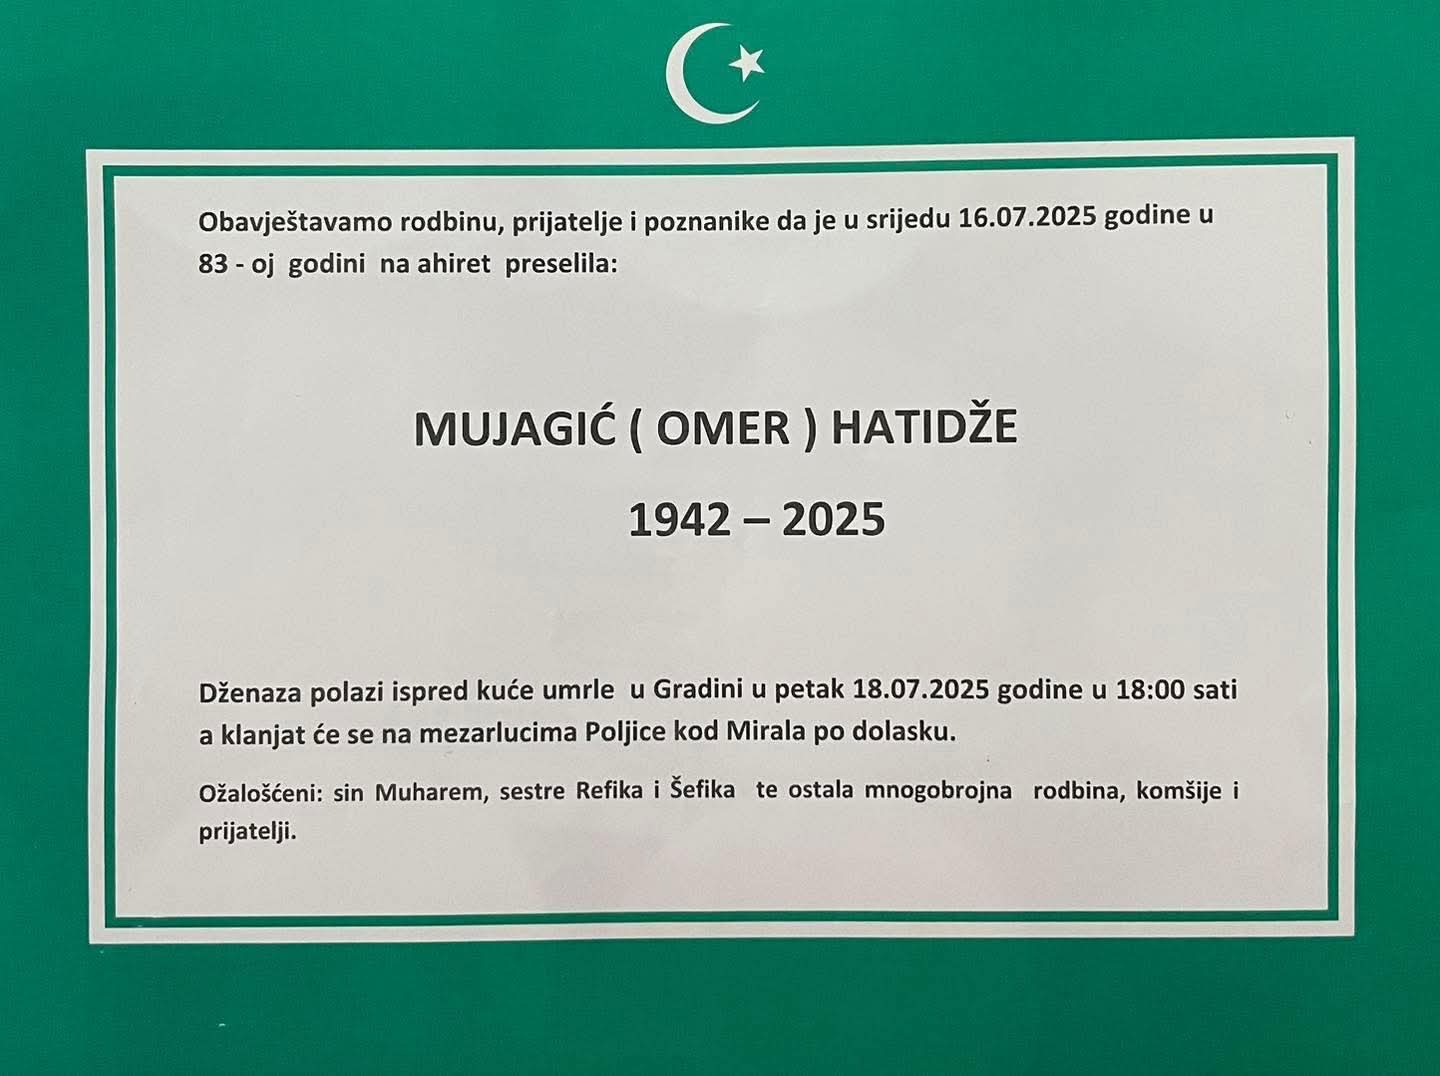 Obavještavamo rodbinu, prijatelje i poznanike da je u srijedu 16.07.2025 godine u
83 - oj godini na ahiret preselila:
MUJAGIĆ ( OMER ) HATIDŽE
1942 – 2025
Dženaza polazi ispred kuće umrle u Gradini u petak 18.07.2025 godine u 18:00 sati
a klanjat će se na mezarlucima Poljice kod Mirala po dolasku.
Ožalošćeni: sin Muharem, sestre Refika i Šefika te ostala mnogobrojna rodbina, komšije i
prijatelji.